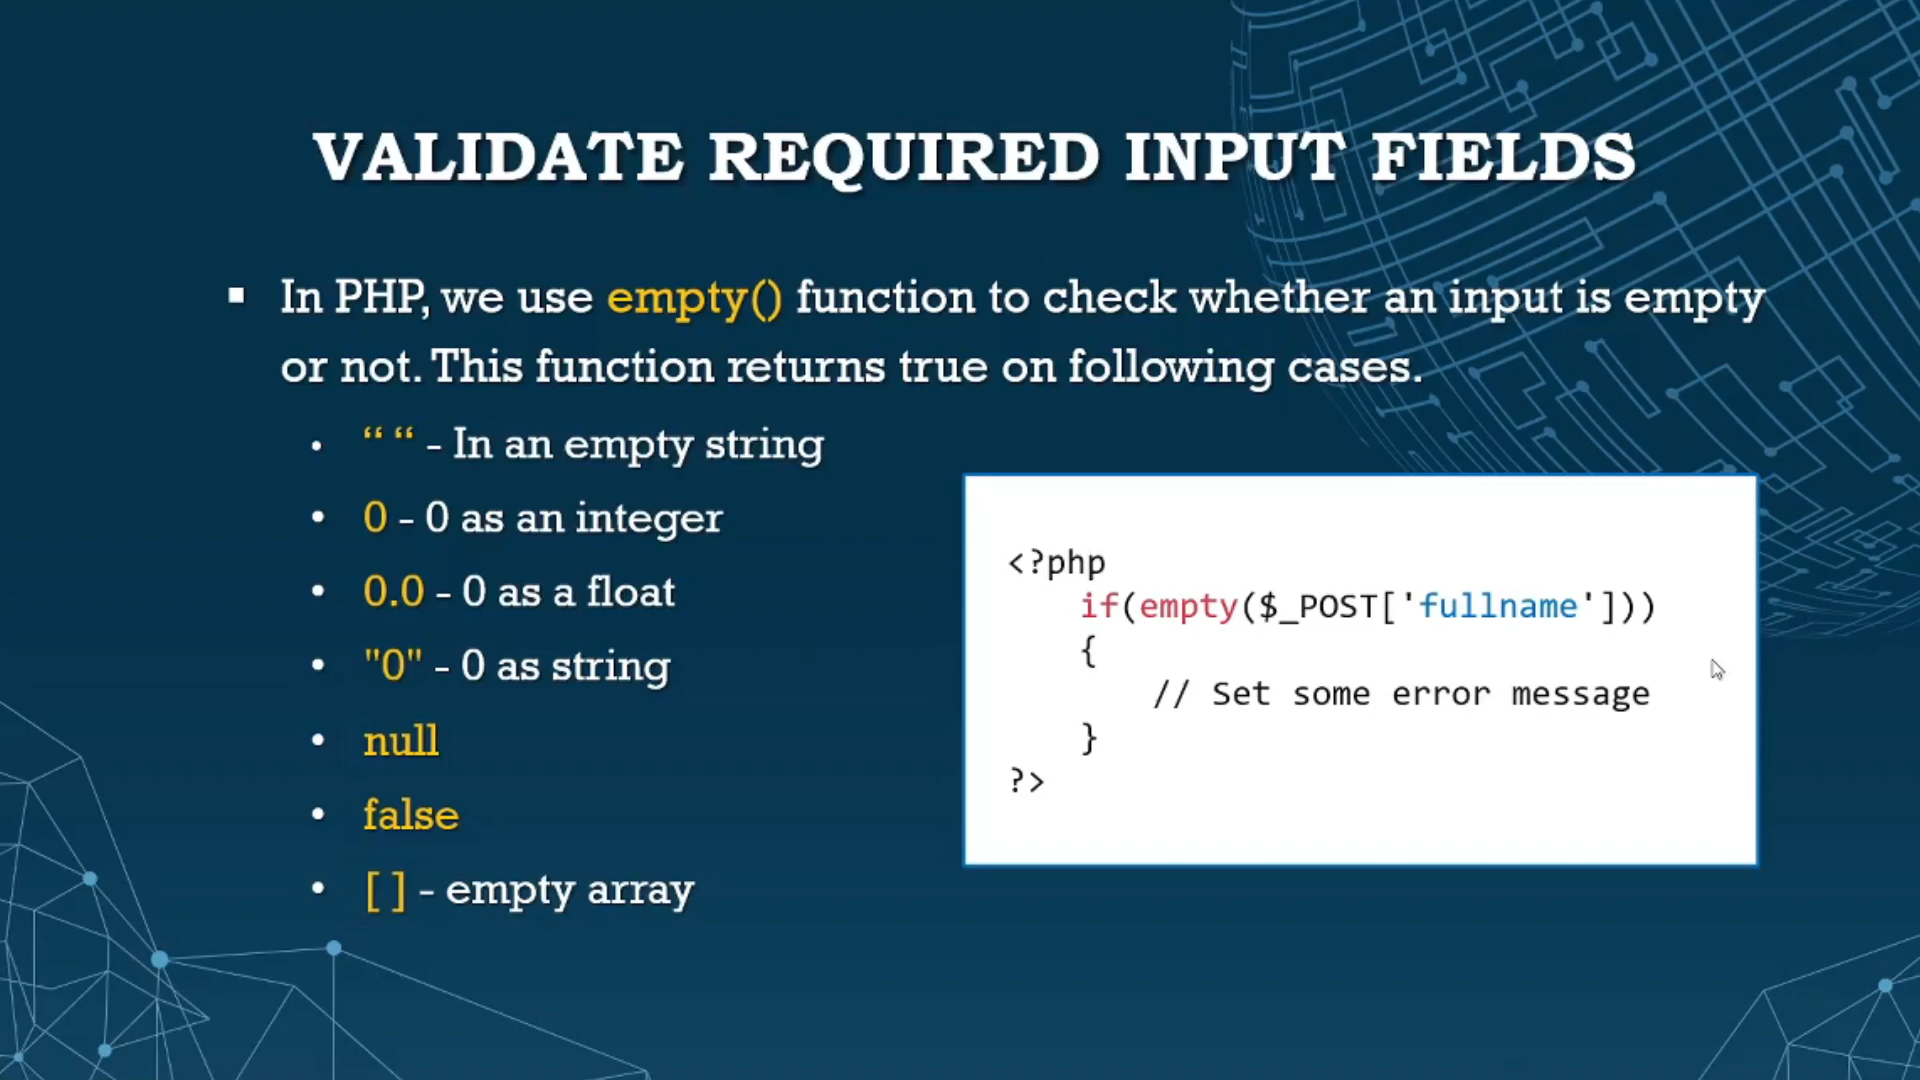 VALIDATE REQUIRED INPUT FIELDS
▪ In PHP, we use empty() function to check whether an input is empty
or not. This function returns true on following cases.
• “ “ - In an empty string
• 0 - 0 as an integer
• 0.0 - 0 as a float
• "0" - 0 as string
• null
• false
• [ ] - empty array
<?php
if(empty($_POST['fullname']))
{
// Set some error message
}
?>